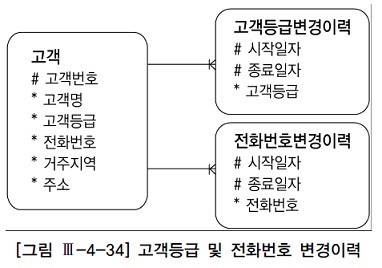 고객
# 고객번호
* 고객명
* 고객등급
* 전화번호
* 거주지역
* 주소
고객등급변경이력
# 시작일자
# 종료일자
* 고객등급
전화번호변경이력
# 시작일자
# 종료일자
* 전화번호
[그림 Ⅲ-4-34] 고객등급 및 전화번호 변경이력